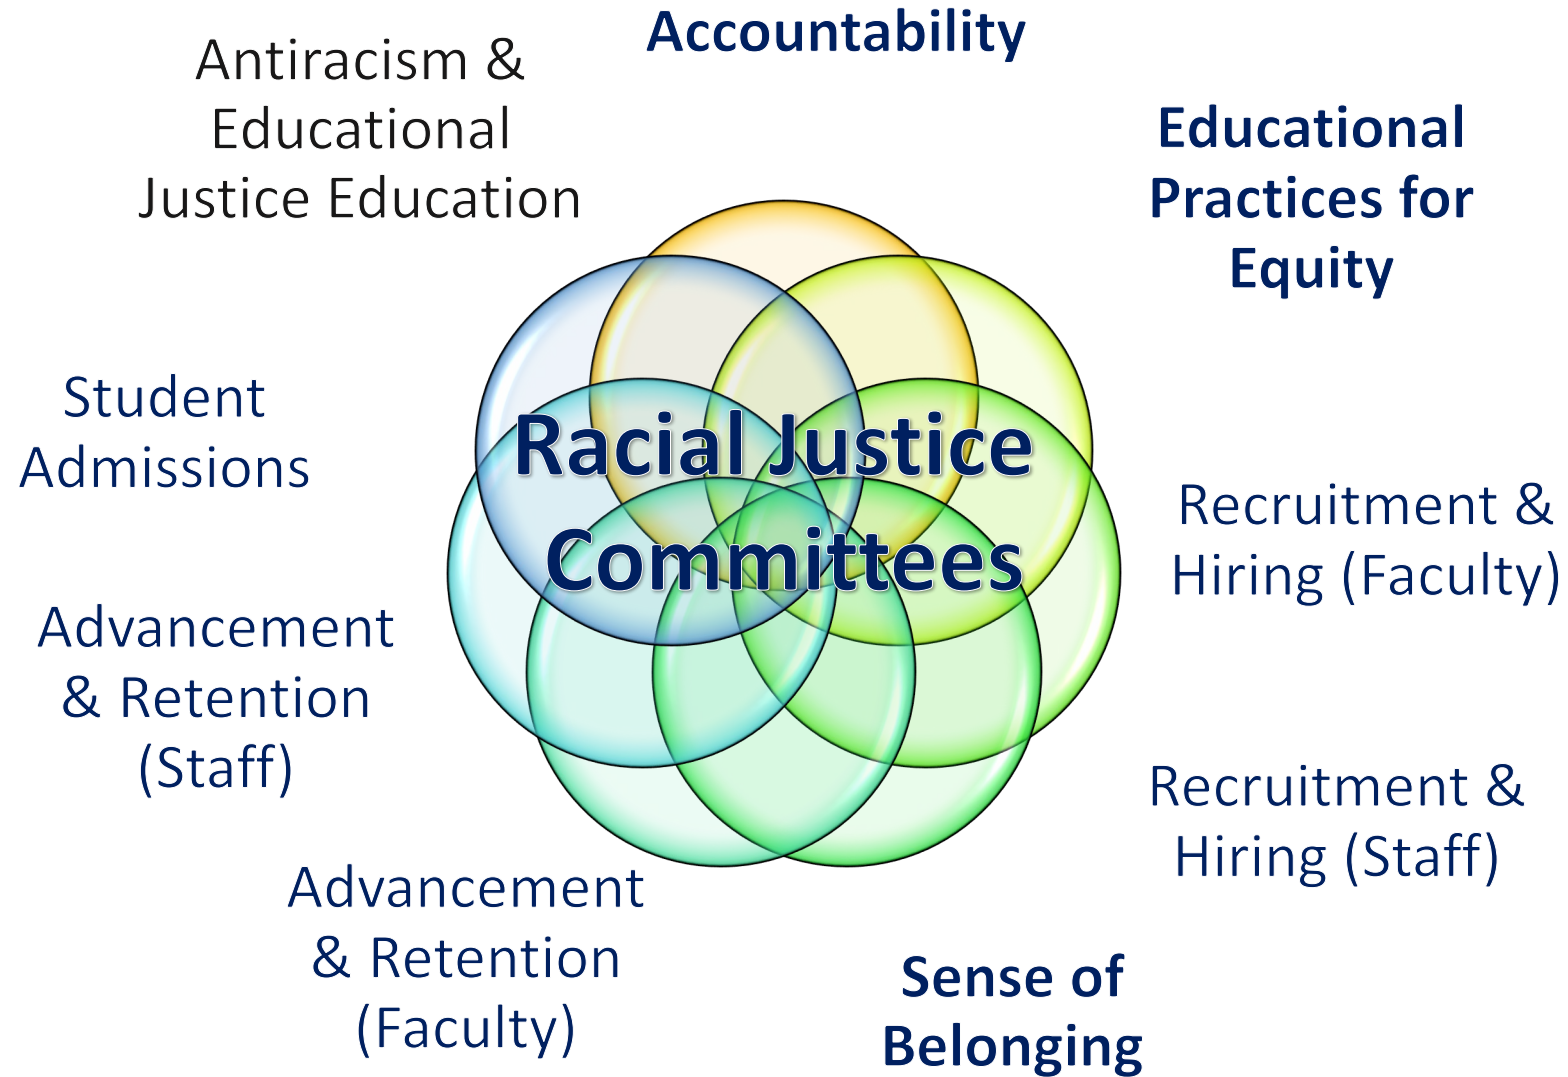 Accountability
Antiracism &
Educational
Justice Education
Educational
Practices for
Equity
Student
Admissions
Racial Justice
Committees
Recruitment &
Hiring (Faculty)
Advancement
& Retention
(Staff)
Recruitment &
Hiring (Staff)
Advancement
& Retention
(Faculty)
Sense of
Belonging